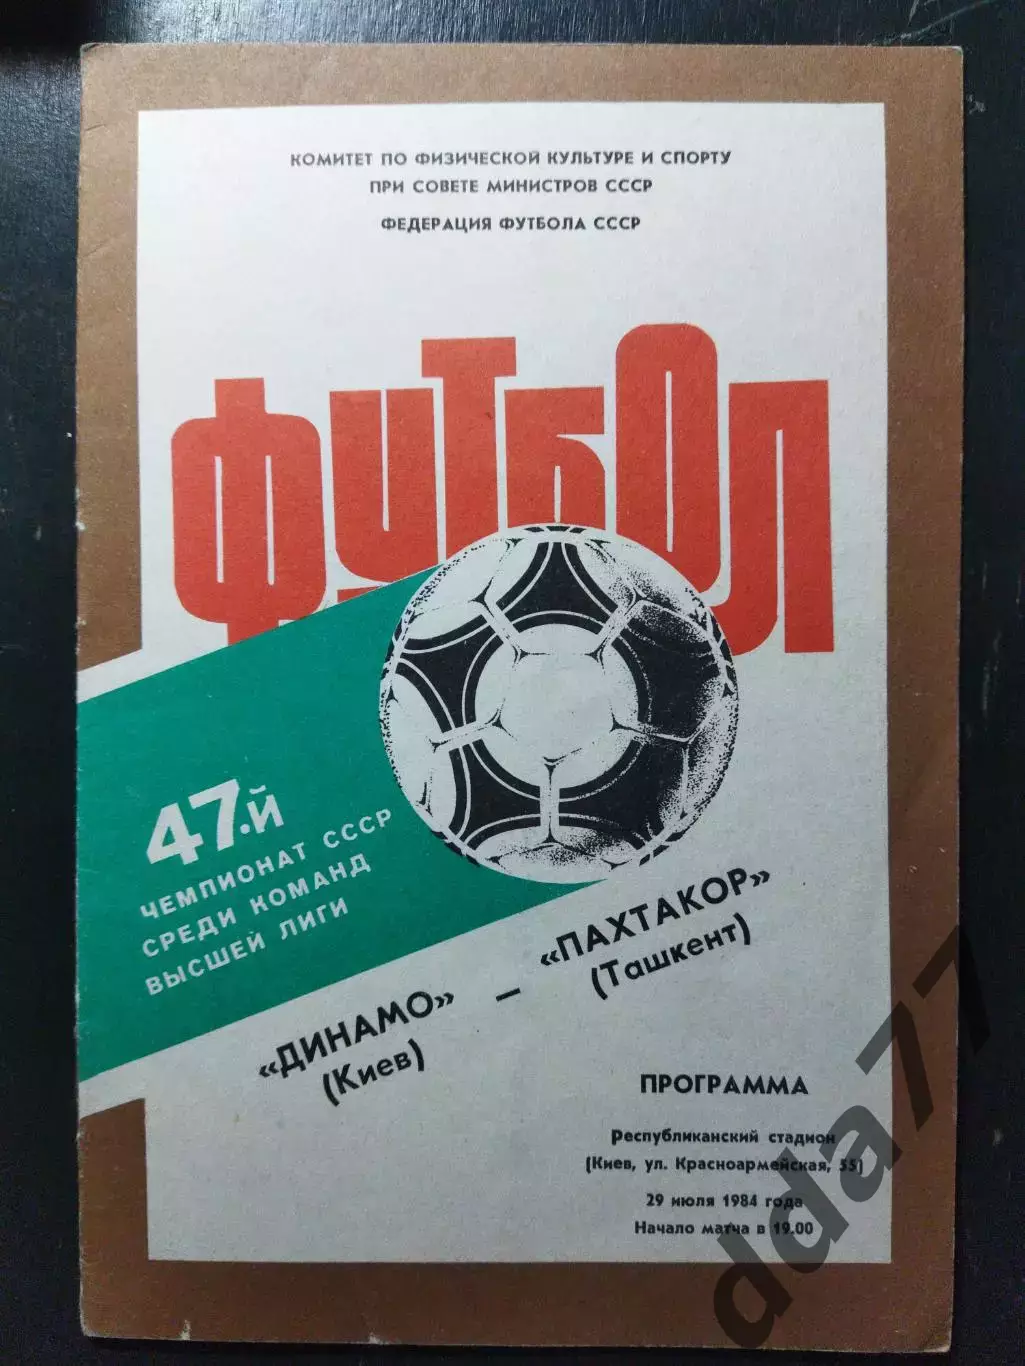 КОМИТЕТ ПО ФИЗИЧЕСКОЙ КУЛЬТУРЕ И СПОРТУ
ПРИ СОВЕТЕ МИНИСТРОВ СССР
ФЕДЕРАЦИЯ ФУТБОЛА СССР
ФУТБОЛ
47-Й
ЧЕМПИОНАТ СССР
СРЕДИ КОМАНД
ВЫСШЕЙ ЛИГИ
«ДИНАМО» – «ПАХТАКОР»
(Киев) (Ташкент)
ПРОГРАММА
Республиканский стадион
(Киев, ул. Красноармейская, 55)
29 июля 1984 года
Начало матча в 19.00
dda77